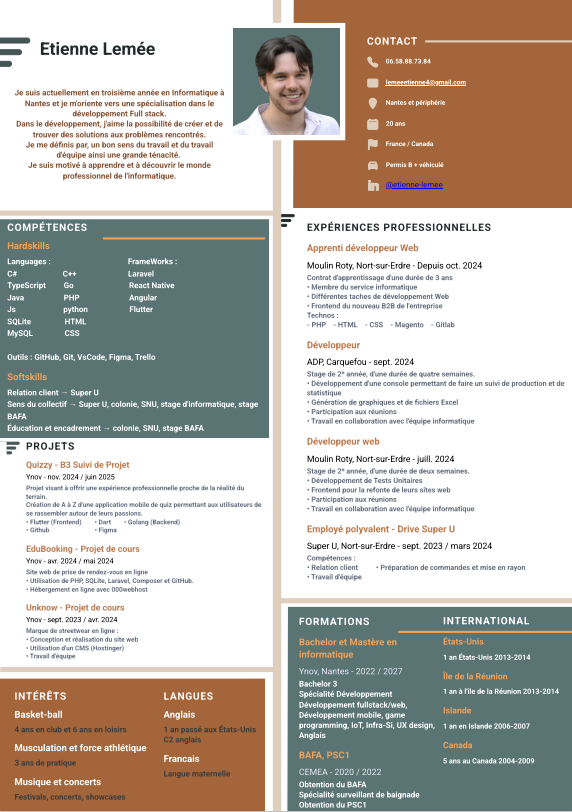 Etienne Lemée
Je suis actuellement en troisième année en Informatique à
Nantes et je m'oriente vers une spécialisation dans le
développement Full stack.
Dans le développement, j'aime la possibilité de créer et de
trouver des solutions aux problèmes rencontrés.
Je me définis par, un bon sens du travail et du travail
d'équipe ainsi une grande ténacité.
Je suis motivé à apprendre et à découvrir le monde
professionnel de l'informatique.
CONTACT
06.58.88.73.84
lemeeetienne4@gmail.com
Nantes et périphérie
20 ans
France / Canada
Permis B + véhiculé
@etienne-lemee
COMPÉTENCES
Hardskills
Languages : FrameWorks :
C# C++ Laravel
TypeScript Go React Native
Java PHP Angular
Js python Flutter
SQLite HTML
MySQL CSS
Outils : GitHub, Git, VsCode, Figma, Trello
Softskills
Relation client → Super U
Sens du collectif → Super U, colonie, SNU, stage d'informatique, stage
BAFA
Éducation et encadrement → colonie, SNU, stage BAFA
PROJETS
Quizzy - B3 Suivi de Projet
Ynov - nov. 2024 / juin 2025
Projet visant à offrir une expérience professionnelle proche de la réalité du
terrain.
Création de A à Z d'une application mobile de quiz permettant aux utilisateurs de
se rassembler autour de leurs passions.
• Flutter (Frontend) • Dart • Golang (Backend)
• Github • Figma
EduBooking - Projet de cours
Ynov - avr. 2024 / mai 2024
Site web de prise de rendez-vous en ligne
• Utilisation de PHP, SQLite, Laravel, Composer et GitHub.
• Hébergement en ligne avec 000webhost
Unknow - Projet de cours
Ynov - sept. 2023 / avr. 2024
Marque de streetwear en ligne :
• Conception et réalisation du site web
• Utilisation d'un CMS (Hostinger)
• Travail d'équipe
INTÉRÊTS
Basket-ball
4 ans en club et 6 ans en loisirs
Musculation et force athlétique
3 ans de pratique
Musique et concerts
Festivals, concerts, showcases
LANGUES
Anglais
1 an passé aux États-Unis
C2 anglais
Francais
Langue maternelle
EXPÉRIENCES PROFESSIONNELLES
Apprenti développeur Web
Moulin Roty, Nort-sur-Erdre - Depuis oct. 2024
Contrat d'apprentissage d'une durée de 3 ans
• Membre du service informatique
• Différentes taches de développement Web
• Frontend du nouveau B2B de l'entreprise
Technos :
- PHP - HTML - CSS - Magento - Gitlab
Développeur
ADP, Carquefou - sept. 2024
Stage de 2ᵉ année, d'une durée de quatre semaines.
• Développement d'une console permettant de faire un suivi de production et de
statistique
• Génération de graphiques et de fichiers Excel
• Participation aux réunions
• Travail en collaboration avec l'équipe informatique
Développeur web
Moulin Roty, Nort-sur-Erdre - juill. 2024
Stage de 2ᵉ année, d'une durée de deux semaines.
• Développement de Tests Unitaires
• Frontend pour la refonte de leurs sites web
• Participation aux réunions
• Travail en collaboration avec l'équipe informatique
Employé polyvalent - Drive Super U
Super U, Nort-sur-Erdre - sept. 2023 / mars 2024
Compétences :
• Relation client • Préparation de commandes et mise en rayon
• Travail d'équipe
FORMATIONS
Bachelor et Mastère en
informatique
Ynov, Nantes - 2022 / 2027
Bachelor 3
Spécialité Développement
Développement fullstack/web,
Développement mobile, game
programming, IoT, Infra-Si, UX design,
Anglais
BAFA, PSC1
CEMEA - 2020 / 2022
Obtention du BAFA
Spécialité surveillant de baignade
Obtention du PSC1
INTERNATIONAL
États-Unis
1 an États-Unis 2013-2014
Île de la Réunion
1 an à l'île de la Réunion 2013-2014
Islande
1 an en Islande 2006-2007
Canada
5 ans au Canada 2004-2009